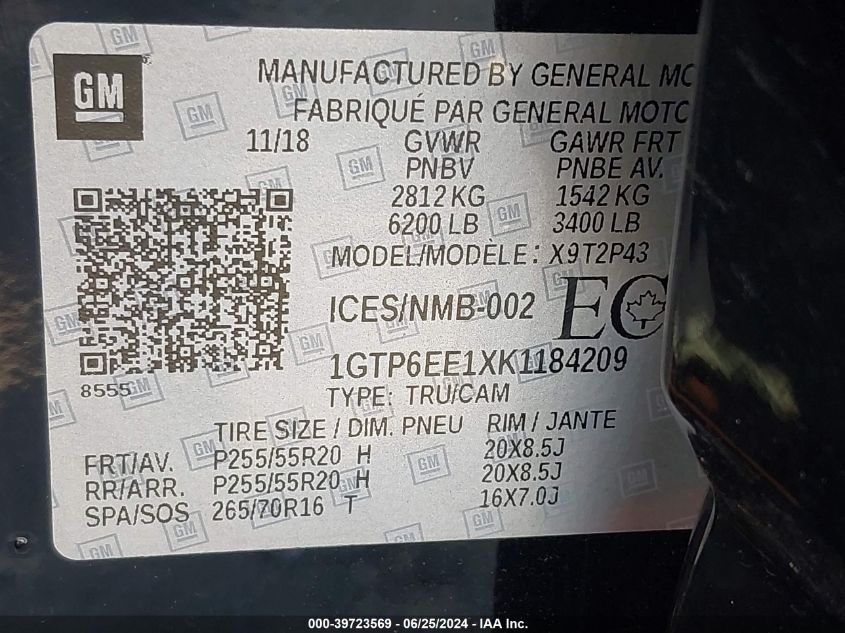 GM
MANUFACTURED BY GENERAL MO
FABRIQUÉ PAR GENERAL MOTO
11/18 GVWR GAWR FRT
PNBV PNBE AV.
2812 KG 1542 KG
6200 LB 3400 LB
MODEL/MODÈLE: X9T2P43
ICES/NMB-002 EC
1GTP6EE1XK1184209
8555
TYPE: TRU/CAM
TIRE SIZE / DIM. PNEU RIM / JANTE
FRT/AV. P255/55R20 H 20X8.5J
RR/ARR. P255/55R20 H 20X8.5J
SPA/SOS 265/70R16 T 16X7.0J
000-39723569 - 06/25/2024 - IAA Inc.